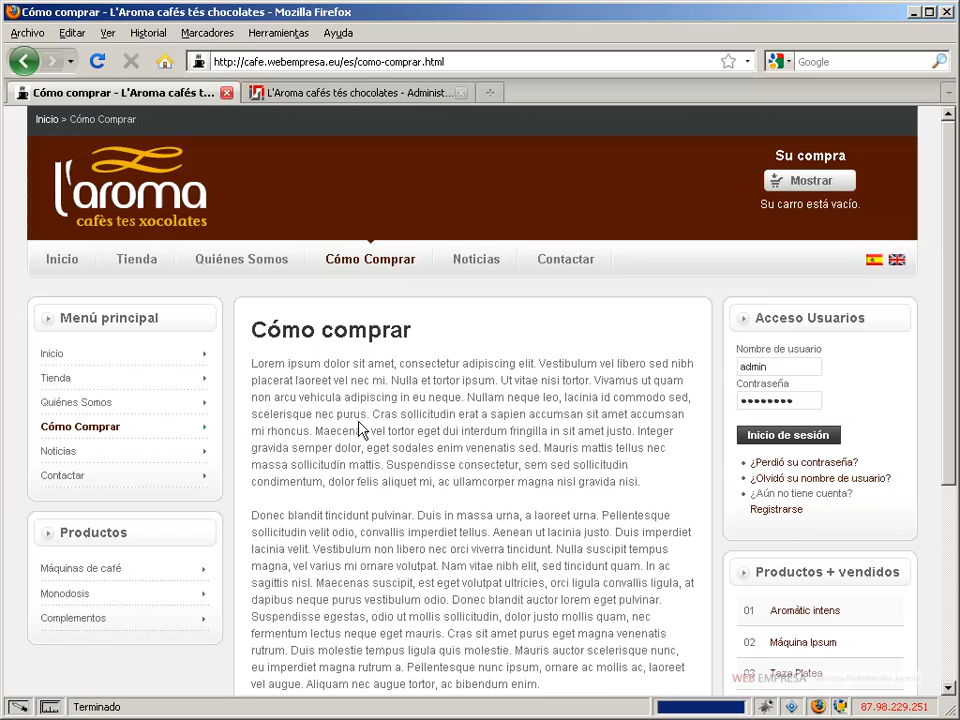 Cómo comprar - L'Aroma cafés tés chocolates - Mozilla Firefox
Archivo Editar Ver Historial Marcadores Herramientas Ayuda
http://cafe.webempresa.eu/es/como-comprar.html
Google
Cómo comprar - L'Aroma cafés t...
L'Aroma cafés tés chocolates - Administ...
Inicio > Cómo Comprar
l'aroma
cafès tes xocolates
Su compra
Mostrar
Su carro está vacío.
Inicio Tienda Quiénes Somos Cómo Comprar Noticias Contactar
Menú principal
Inicio
Tienda
Quiénes Somos
Cómo Comprar
Noticias
Contactar
Productos
Máquinas de café
Monodosis
Complementos
Cómo comprar
Lorem ipsum dolor sit amet, consectetur adipiscing elit. Vestibulum vel libero sed nibh
placerat laoreet vel nec mi. Nulla et tortor ipsum. Ut vitae nisi tortor. Vivamus ut quam
non arcu vehicula adipiscing in eu neque. Nullam neque leo, lacinia id commodo sed,
scelerisque nec purus. Cras sollicitudin erat a sapien accumsan sit amet accumsan
mi rhoncus. Maecenas vel tortor eget dui interdum fringilla in sit amet justo. Integer
gravida semper dolor, eget sodales enim venenatis sed. Mauris mattis tellus nec
massa sollicitudin mattis. Suspendisse consectetur, sem sed sollicitudin
condimentum, dolor felis aliquet mi, ac ullamcorper magna nisl gravida nisi.
Donec blandit tincidunt pulvinar. Duis in massa urna, a laoreet urna. Pellentesque
sollicitudin velit odio, convallis imperdiet tellus. Aenean ut lacinia justo. Duis imperdiet
lacinia velit. Vestibulum non libero nec orci viverra tincidunt. Nulla suscipit tempus
magna, vel varius mi ornare volutpat. Nam vitae nibh elit, sed tincidunt quam. In ac
sagittis nisl. Maecenas suscipit, est eget volutpat ultricies, orci ligula convallis ligula, at
dapibus neque purus vestibulum odio. Donec blandit auctor lorem eget pulvinar.
Suspendisse egestas, odio ut mollis sollicitudin, dolor justo mollis quam, nec
fermentum lectus neque eget mauris. Cras sit amet purus eget magna venenatis
rutrum. Duis molestie tempus ligula quis molestie. Mauris auctor scelerisque nunc,
eu imperdiet magna rutrum a. Pellentesque nunc ipsum, ornare ac mollis ac, laoreet
vel augue. Aliquam nec augue tortor, ac bibendum enim.
Acceso Usuarios
Nombre de usuario
admin
Contraseña
Inicio de sesión
¿Perdió su contraseña?
¿Olvidó su nombre de usuario?
¿Aún no tiene cuenta?
Registrarse
Productos + vendidos
01 Aromàtic intens
02 Máquina Ipsum
03 Taza Platea
WEB EMPRESA
Terminado
87.98.229.251